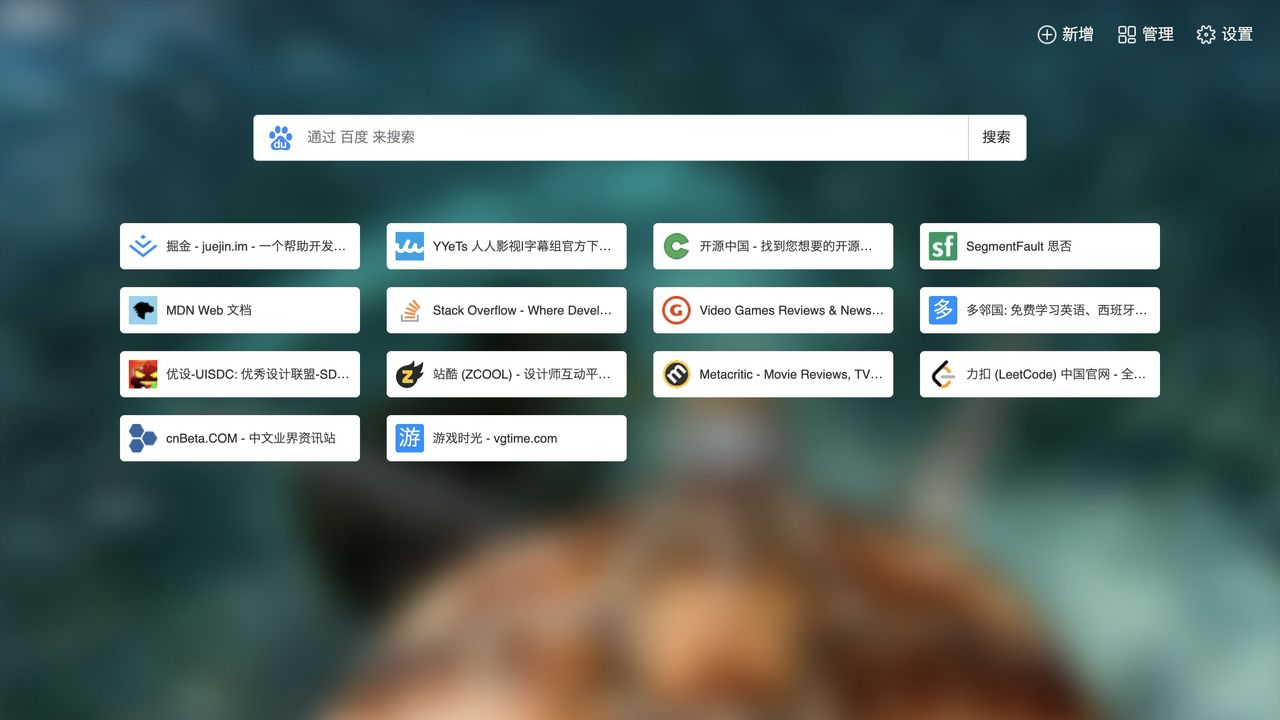 新增
管理
设置
du
通过 百度 来搜索
搜索
掘金 - juejin.im - 一个帮助开发…
YYeTs 人人影视|字幕组官方下…
开源中国 - 找到您想要的开源…
sf
SegmentFault 思否
MDN Web 文档
Stack Overflow - Where Devel…
G
Video Games Reviews & News…
多
多邻国: 免费学习英语、西班牙…
优设-UISDC: 优秀设计联盟-SD…
Z
站酷 (ZCOOL) - 设计师互动平…
m
Metacritic - Movie Reviews, TV…
力扣 (LeetCode) 中国官网 - 全…
cnBeta.COM - 中文业界资讯站
游
游戏时光 - vgtime.com